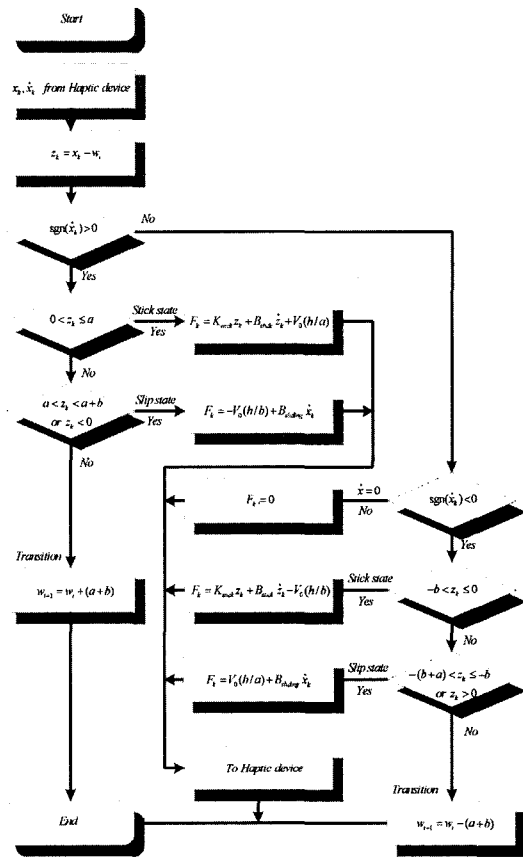 Start
x_k, ẋ_k from Haptic device
z_k = x_k − w_i
sgn(ẋ_k)>0
No
Yes
0 < z_k ≤ a
Stick state
Yes
F_k = K_stick z_k + B_stick ż_k + V_0(h/a)
No
a < z_k < a+b
or z_k < 0
Slip state
Yes
F_k = −V_0(h/b) + B_sliding ẋ_k
No
F_k = 0
ẋ = 0
No
sgn(ẋ_k)<0
Yes
Transition
w_{i+1} = w_i + (a+b)
F_k = K_stick z_k + B_stick ż_k − V_0(h/b)
Stick state
Yes
−b < z_k ≤ 0
No
F_k = V_0(h/a) + B_sliding ẋ_k
Slip state
Yes
−(b+a) < z_k ≤ −b
or z_k > 0
No
To Haptic device
Transition
End
w_{i+1} = w_i − (a+b)